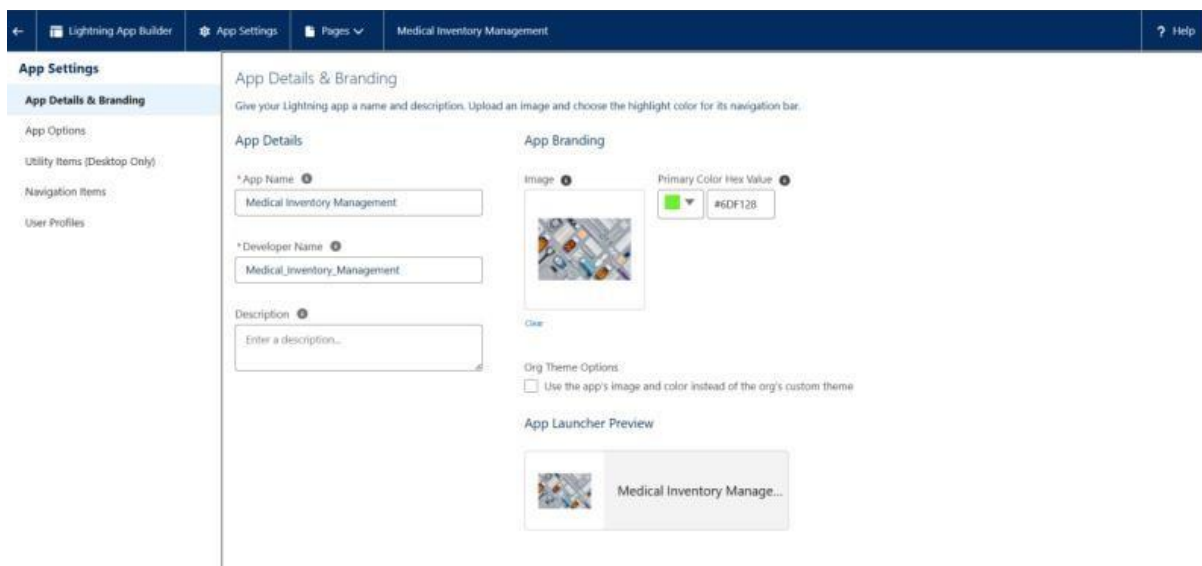 Lightning App Builder
App Settings
Pages
Medical Inventory Management
? Help
App Settings
App Details & Branding
App Options
Utility Items (Desktop Only)
Navigation Items
User Profiles
App Details & Branding
Give your Lightning app a name and description. Upload an image and choose the highlight color for its navigation bar.
App Details
*App Name
Medical Inventory Management
*Developer Name
Medical_Inventory_Management
Description
Enter a description...
App Branding
Image
Primary Color Hex Value
#6DF128
Clear
Org Theme Options
Use the app's image and color instead of the org's custom theme
App Launcher Preview
Medical Inventory Manage...